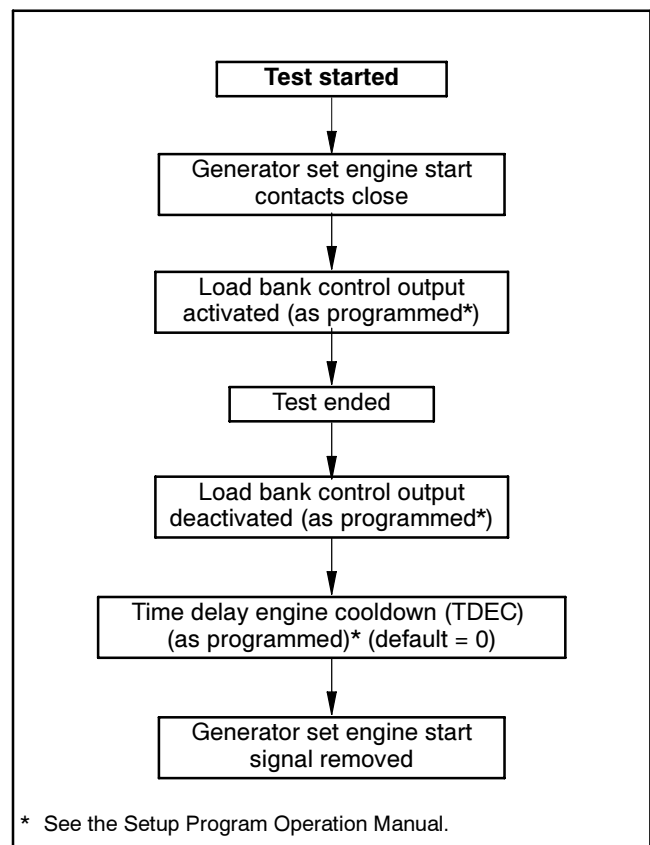 Test started
Generator set engine start
contacts close
Load bank control output
activated (as programmed*)
Test ended
Load bank control output
deactivated (as programmed*)
Time delay engine cooldown (TDEC)
(as programmed)* (default = 0)
Generator set engine start
signal removed
* See the Setup Program Operation Manual.